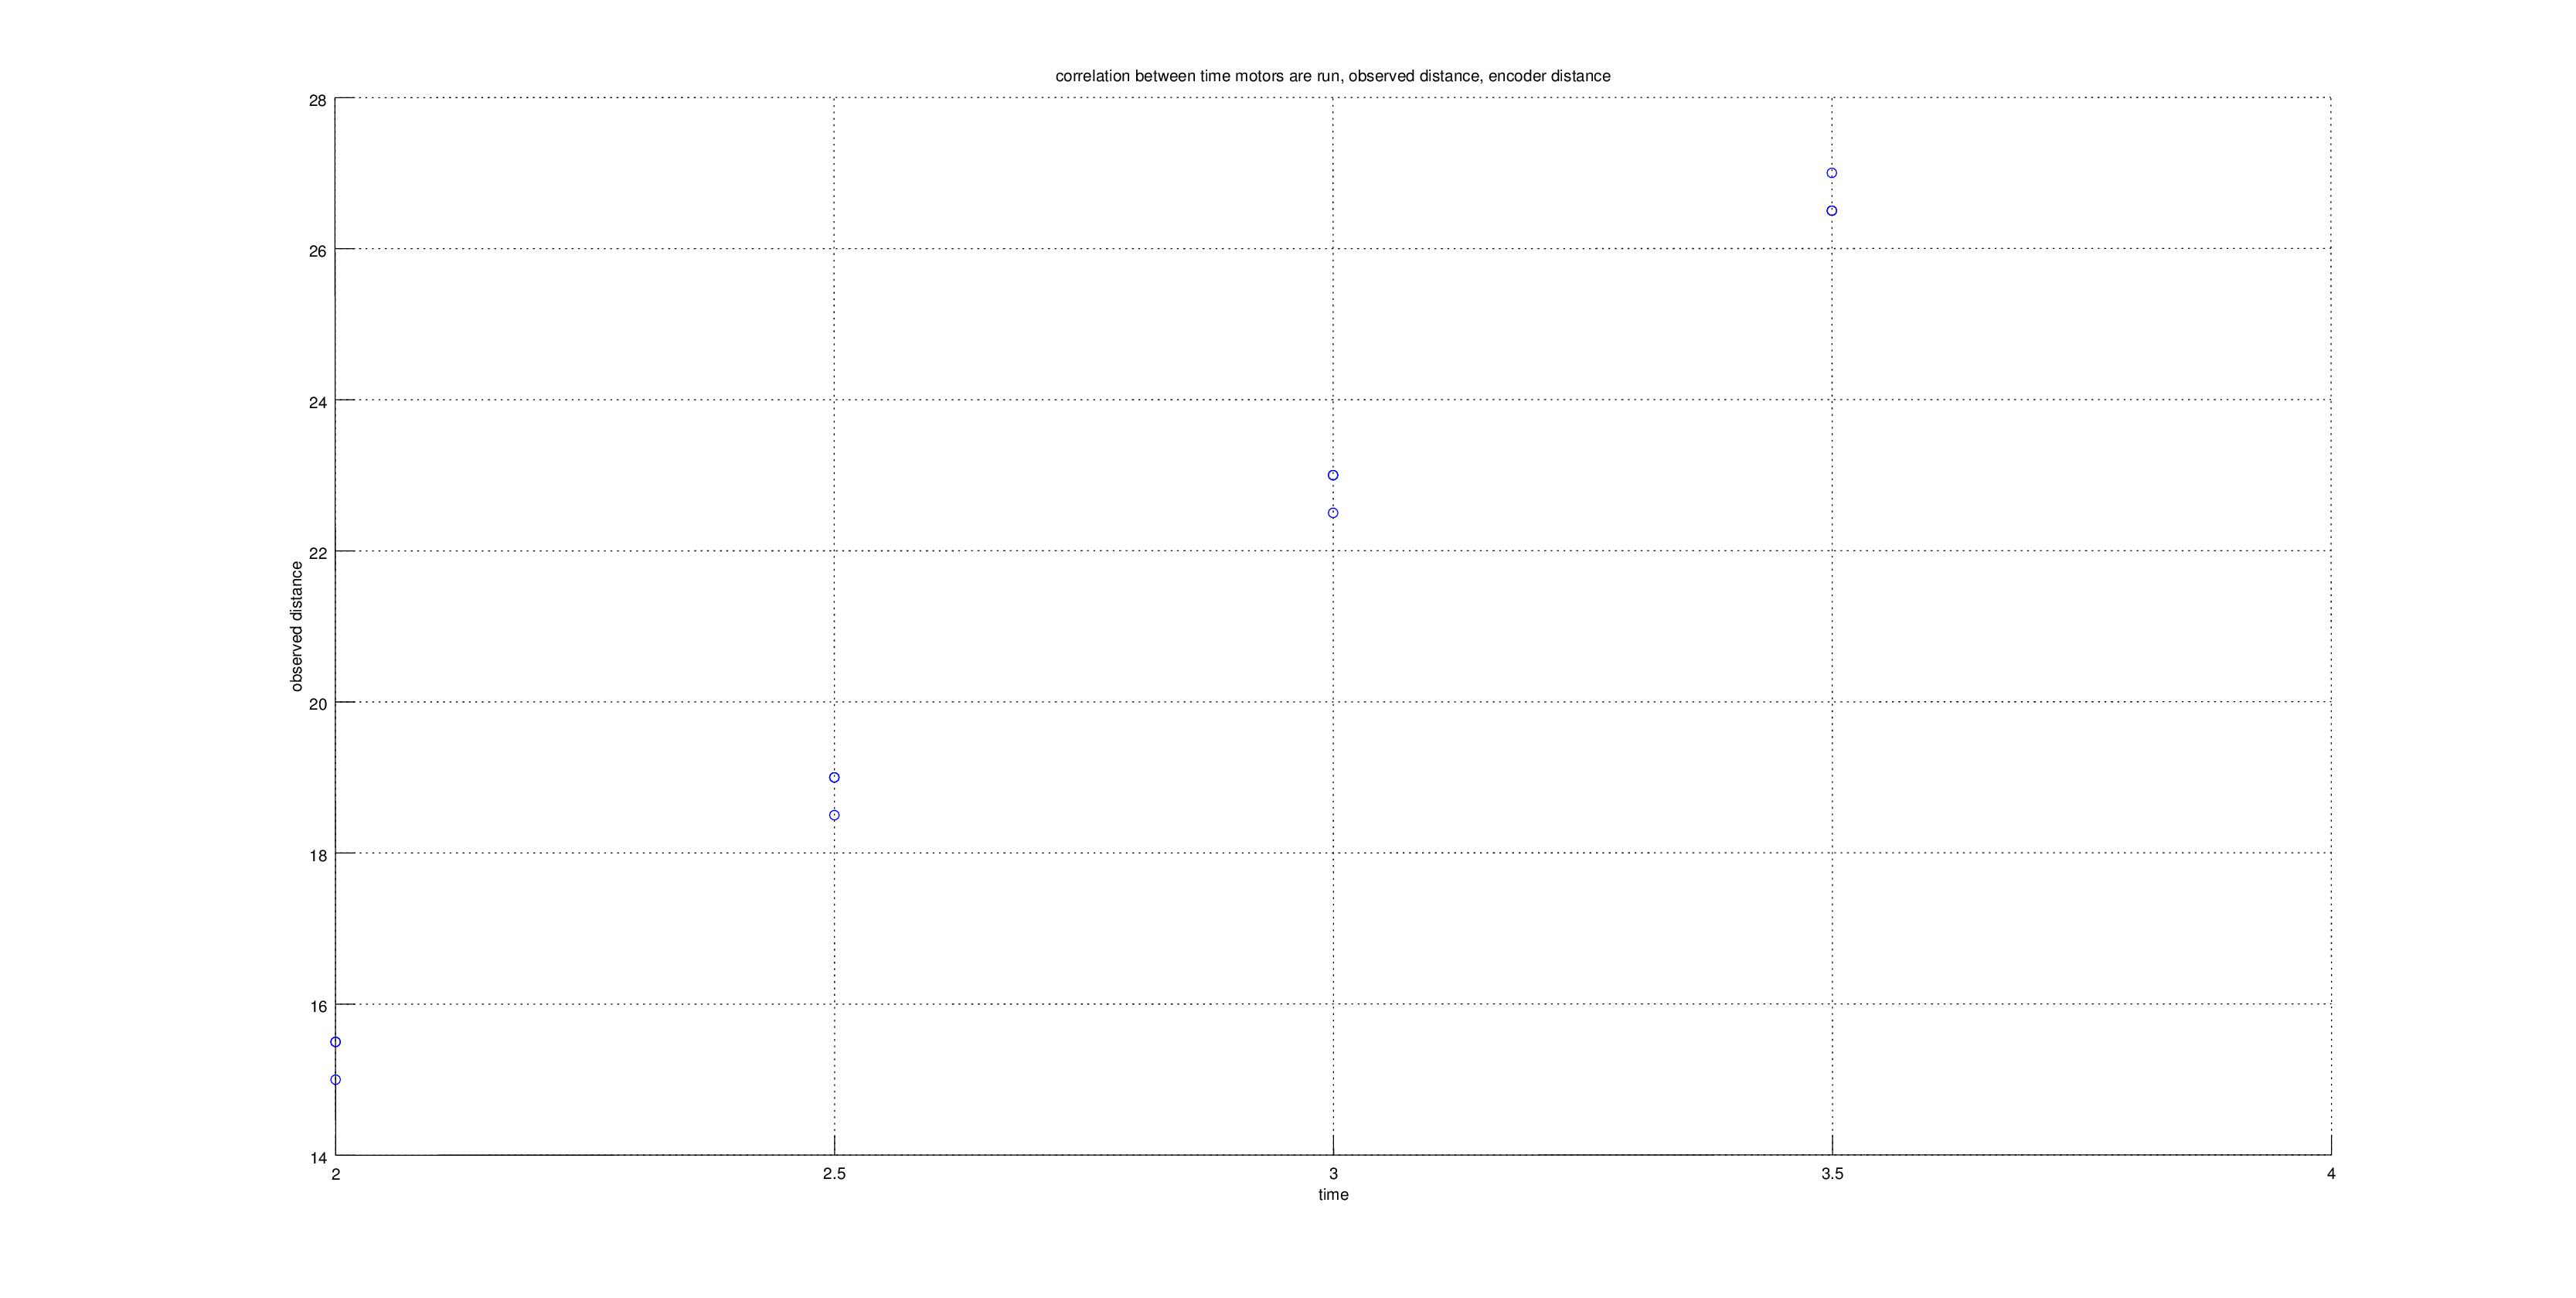 correlation between time motors are run, observed distance, encoder distance
28
26
24
22
20
18
16
14
observed distance
2 2.5 3 3.5 4
time